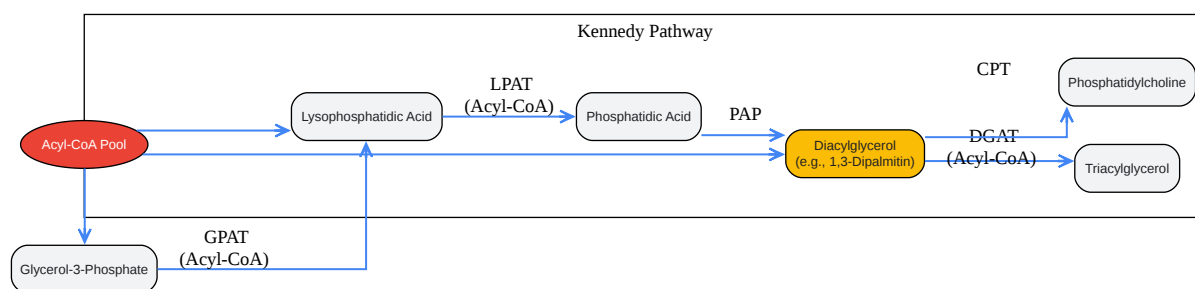 Kennedy Pathway
CPT
Phosphatidylcholine
LPAT
(Acyl-CoA)
Lysophosphatidic Acid
Phosphatidic Acid
PAP
Acyl-CoA Pool
Diacylglycerol
(e.g., 1,3-Dipalmitin)
DGAT
(Acyl-CoA)
Triacylglycerol
GPAT
(Acyl-CoA)
Glycerol-3-Phosphate